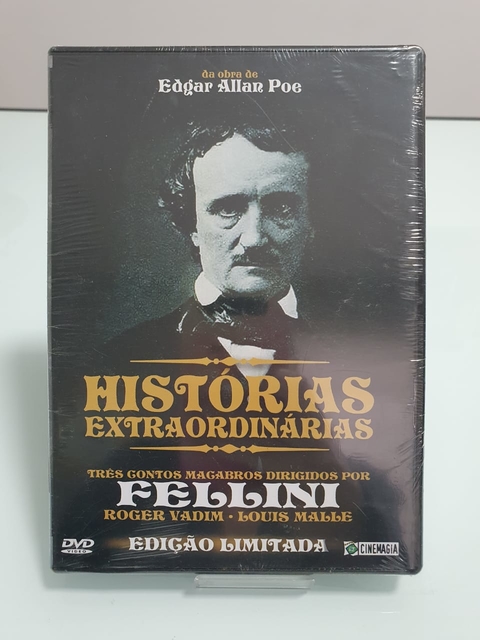 da obra de
Edgar Allan Poe
HISTÓRIAS
EXTRAORDINÁRIAS
TRÊS CONTOS MACABROS DIRIGIDOS POR
FELLINI
ROGER VADIM • LOUIS MALLE
EDIÇÃO LIMITADA
DVD
VIDEO
CINEMAGIA